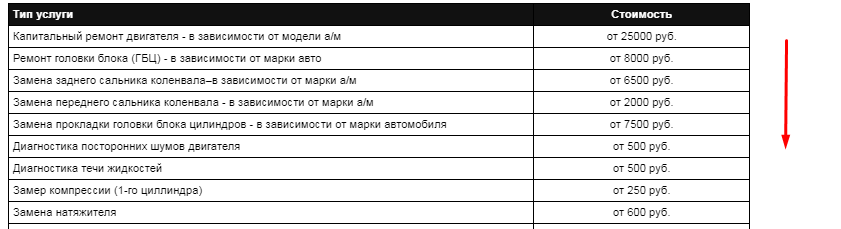 Тип услуги Стоимость
Капитальный ремонт двигателя - в зависимости от модели а/м от 25000 руб.
Ремонт головки блока (ГБЦ) - в зависимости от марки авто от 8000 руб.
Замена заднего сальника коленвала–в зависимости от марки а/м от 6500 руб.
Замена переднего сальника коленвала - в зависимости от марки а/м от 2000 руб.
Замена прокладки головки блока цилиндров - в зависимости от марки автомобиля от 7500 руб.
Диагностика посторонних шумов двигателя от 500 руб.
Диагностика течи жидкостей от 500 руб.
Замер компрессии (1-го циллиндра) от 250 руб.
Замена натяжителя от 600 руб.